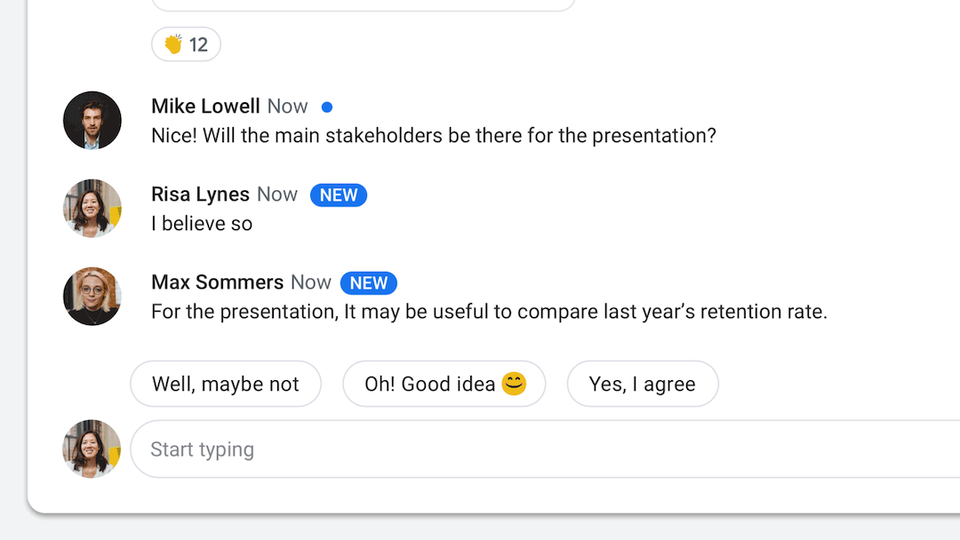 12
Mike Lowell Now
Nice! Will the main stakeholders be there for the presentation?
Risa Lynes Now NEW
I believe so
Max Sommers Now NEW
For the presentation, It may be useful to compare last year’s retention rate.
Well, maybe not Oh! Good idea 😊 Yes, I agree
Start typing